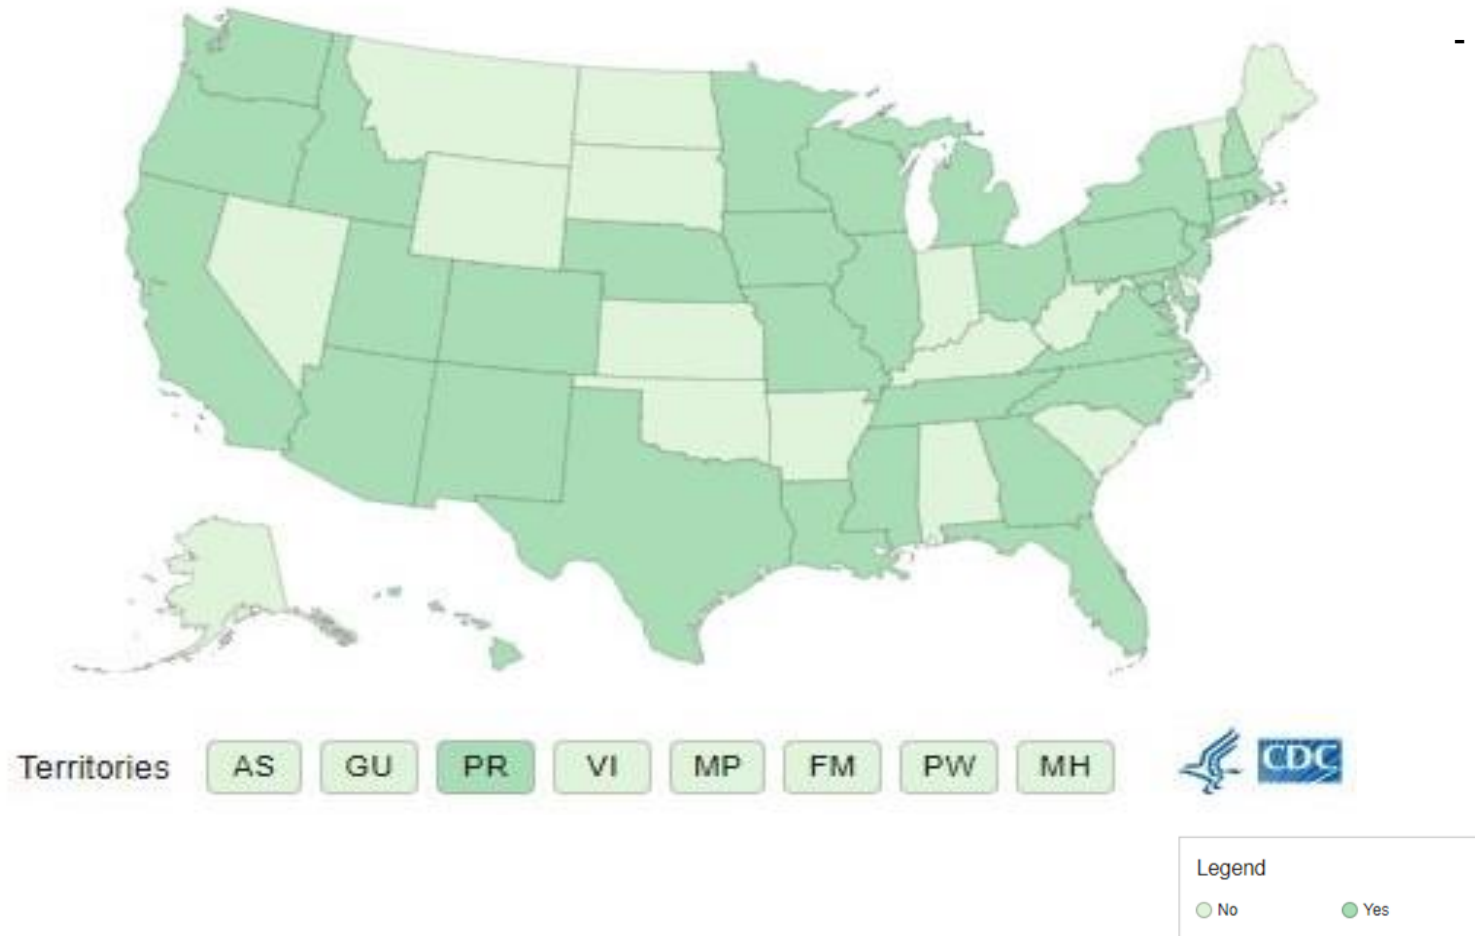 -
Territories AS GU PR VI MP FM PW MH CDC
Legend
No Yes